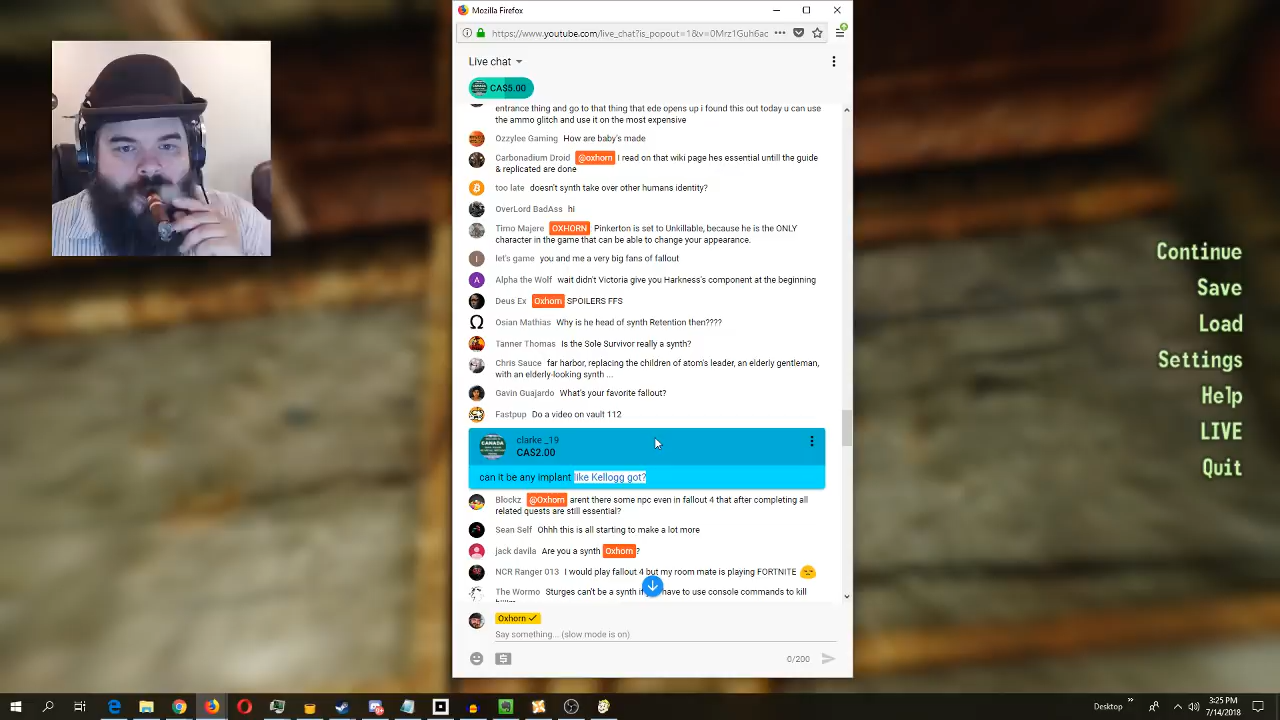 Mozilla Firefox
https://www.youtube.com/live_chat?is_popout=1&v=0Mrz1Guh6ac
Live chat
CA$5.00
entrance thing and go to that thing that ede opens up i found this out today u can use
the ammo glitch and use it on the most expensive
Ozzylee Gaming How are baby's made
Carbonadium Droid @oxhorn I read on that wiki page hes essential untill the guide
& replicated are done
too late doesn't synth take over other humans identity?
OverLord BadAss hi
Timo Majere OXHORN Pinkerton is set to Unkillable, because he is the ONLY
character in the game that can be able to change your appearance.
let's game you and me a very big fans of fallout
Alpha the Wolf wait didn't Victoria give you Harkness's component at the beginning
Deus Ex Oxhorn SPOILERS FFS
Osian Mathias Why is he head of synth Retention then????
Tanner Thomas Is the Sole Survivor really a synth?
Chris Sauce far harbor, replacing the children of atom's leader, an elderly gentleman,
with an elderly-looking synth ...
Gavin Guajardo What's your favorite fallout?
Fastpup Do a video on vault 112
clarke _19
CA$2.00
can it be any implant like Kellogg got?
Blockz @Oxhorn arent there some npc even in fallout 4 that after completing all
related quests are still essential?
Sean Self Ohhh this is all starting to make a lot more
jack davila Are you a synth Oxhorn ?
NCR Ranger 013 I would play fallout 4 but my room mate is playing FORTNITE
The Wormo Sturges can't be a synth have to use console commands to kill
Oxhorn
Say something... (slow mode is on)
0/200
Continue
Save
Load
Settings
Help
LIVE
Quit
Desktop
3:25 PM
7/14/2018